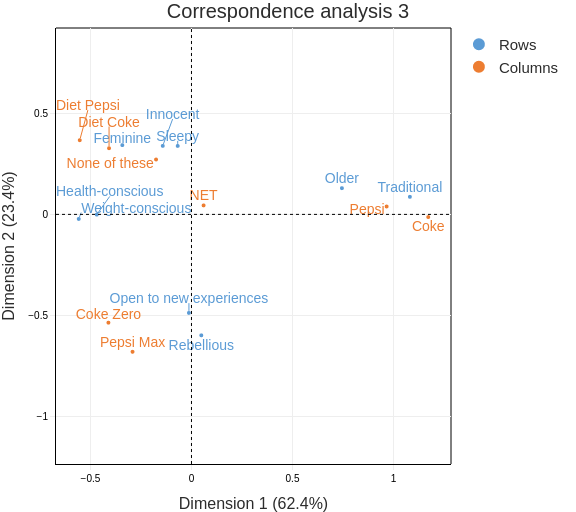 Correspondence analysis 3
Rows
Columns
Diet Pepsi
Diet Coke
Innocent
Feminine
Sleepy
None of these
Health-conscious
Weight-conscious
NET
Older
Traditional
Pepsi
Coke
Open to new experiences
Coke Zero
Pepsi Max
Rebellious
0.5
0
−0.5
−1
−0.5
0
0.5
1
Dimension 2 (23.4%)
Dimension 1 (62.4%)